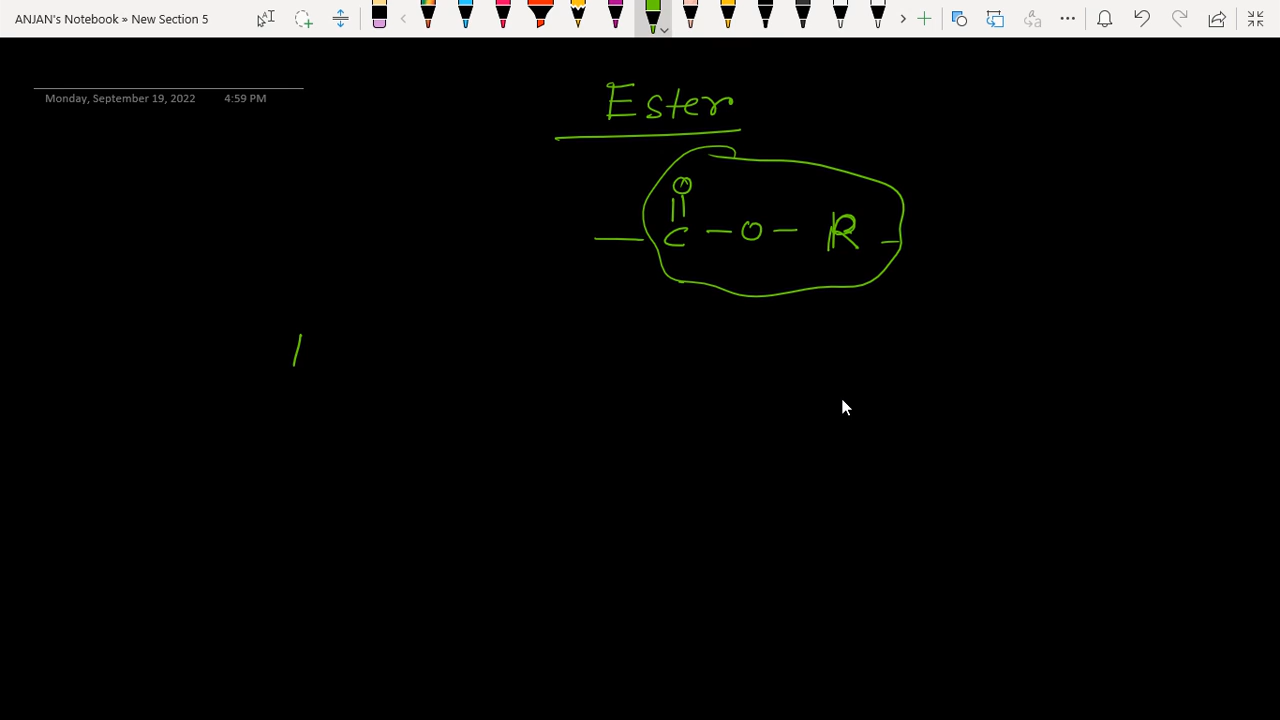 ANJAN's Notebook » New Section 5
Monday, September 19, 2022 4:59 PM
Ester
O
— C — O — R —